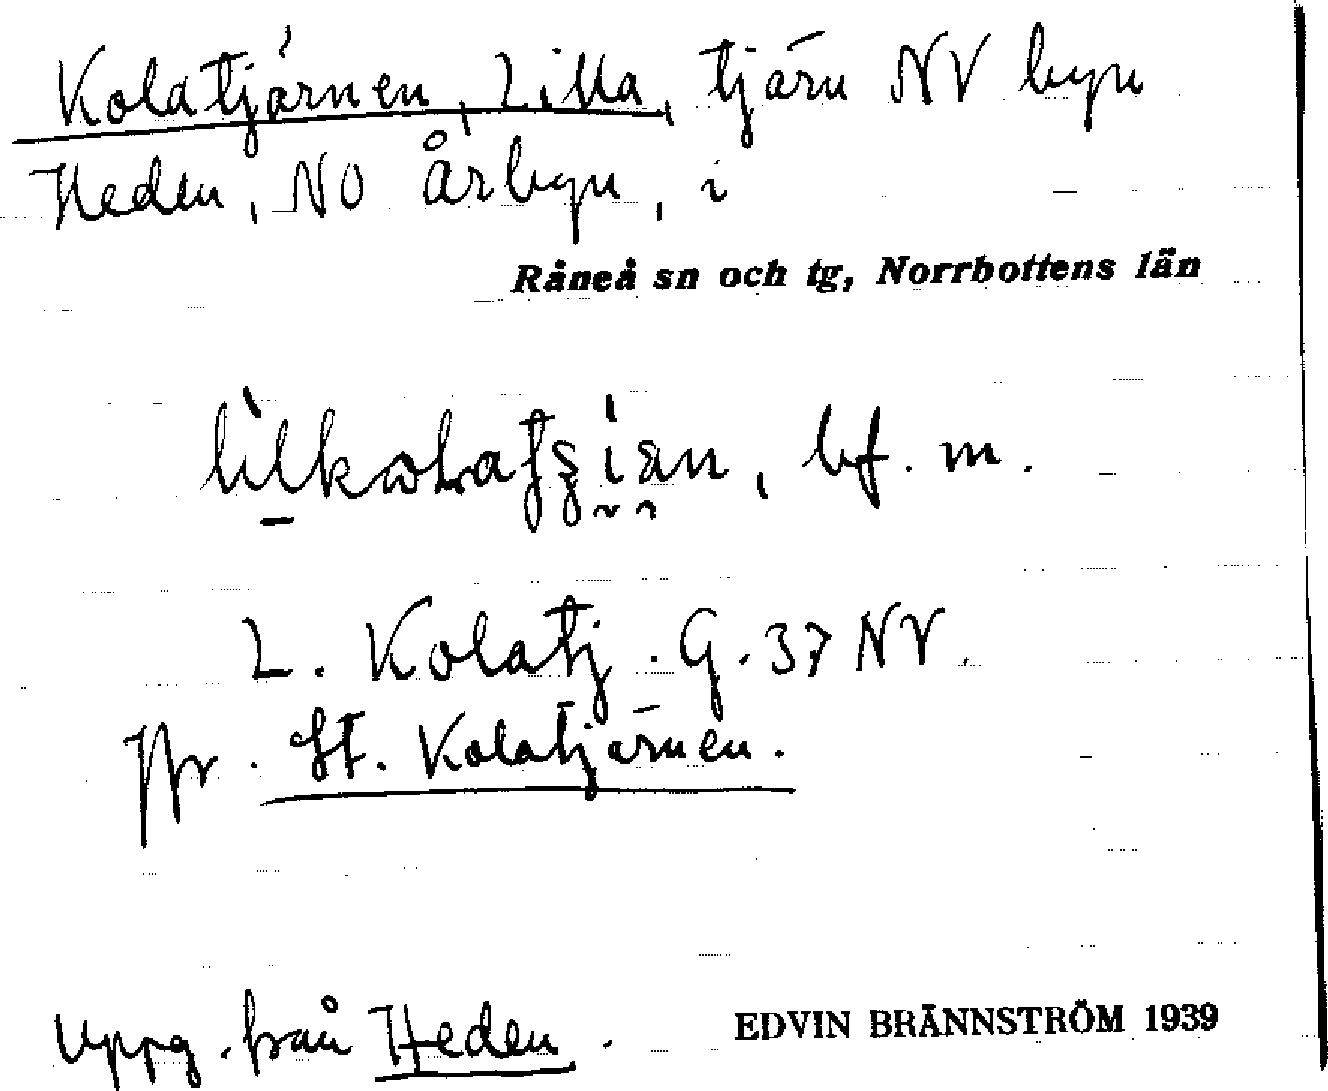 Kolatjärnen, Lilla, tjärn NV byn
Heden, NO Årbyn, i
Råneå sn och tg, Norrbottens län
bf. m.
L. Kolatj. G. 37 NV.
Jfr. St. Kolatjärnen.
Uppg. från Heden.
EDVIN BRÄNNSTRÖM 1939